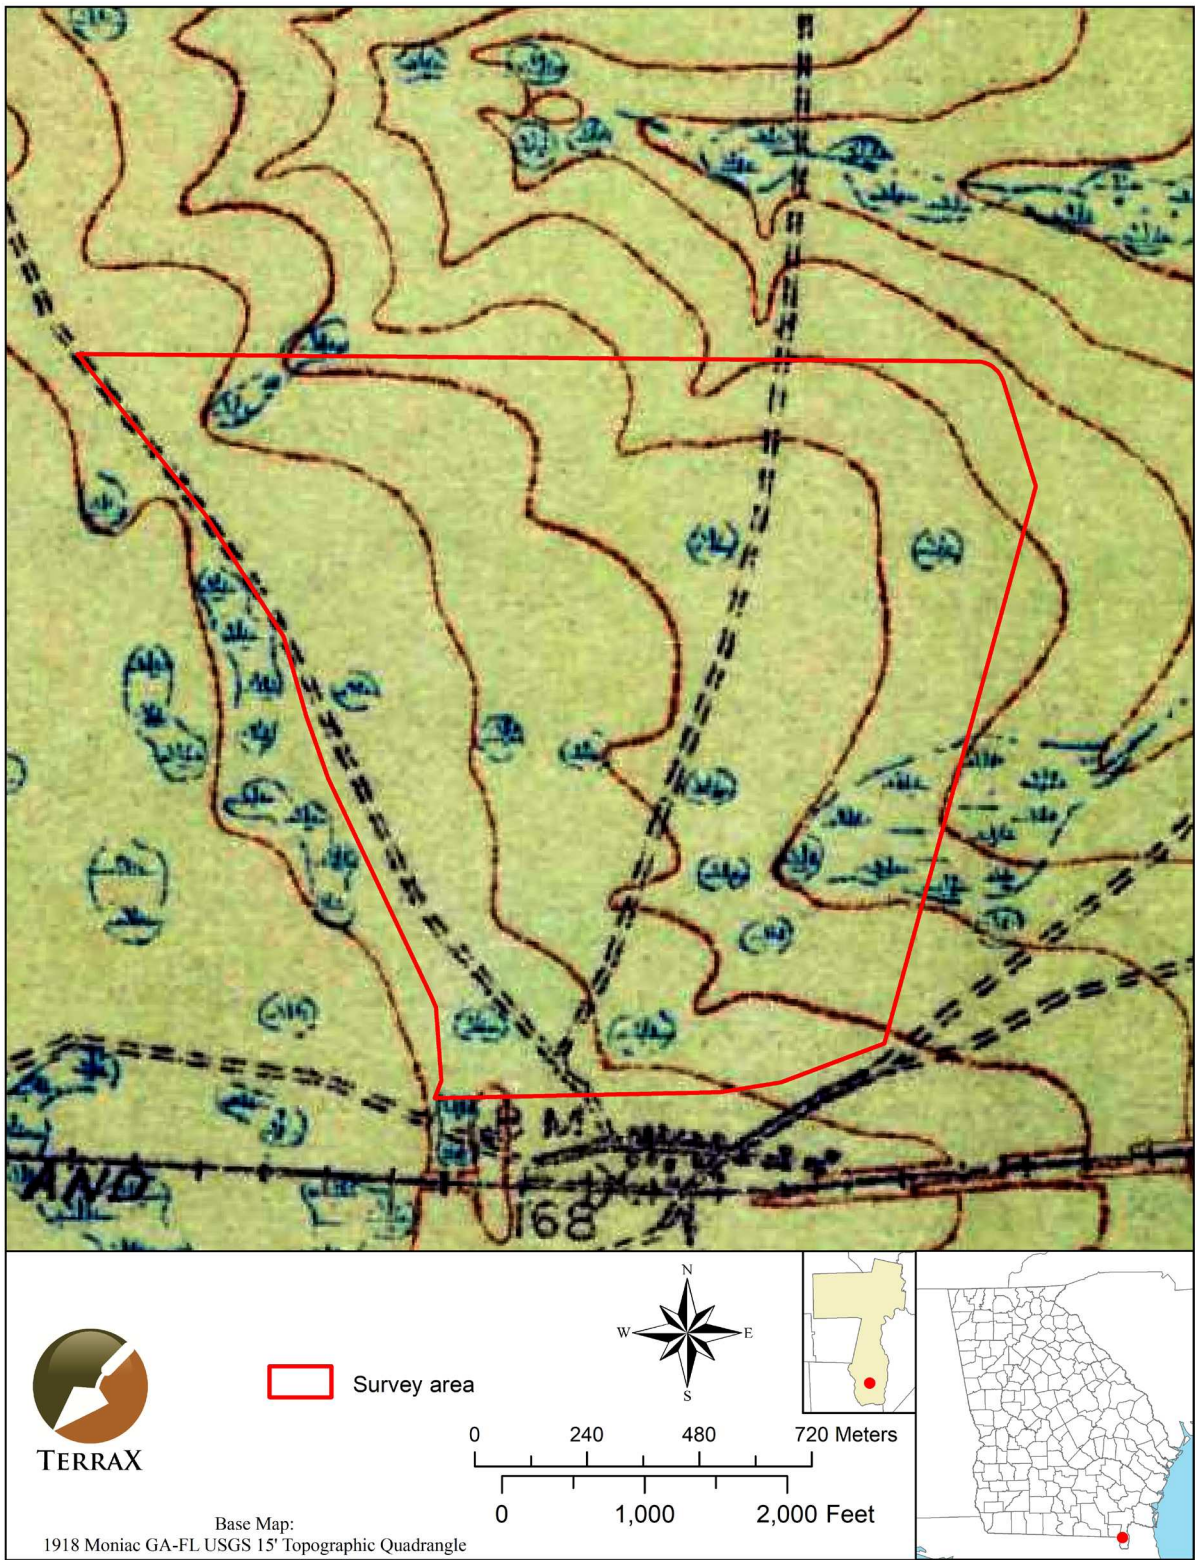 AND
B M
168
N
W E
S
Survey area
0 240 480 720 Meters
0 1,000 2,000 Feet
TERRAX
Base Map:
1918 Moniac GA-FL USGS 15' Topographic Quadrangle